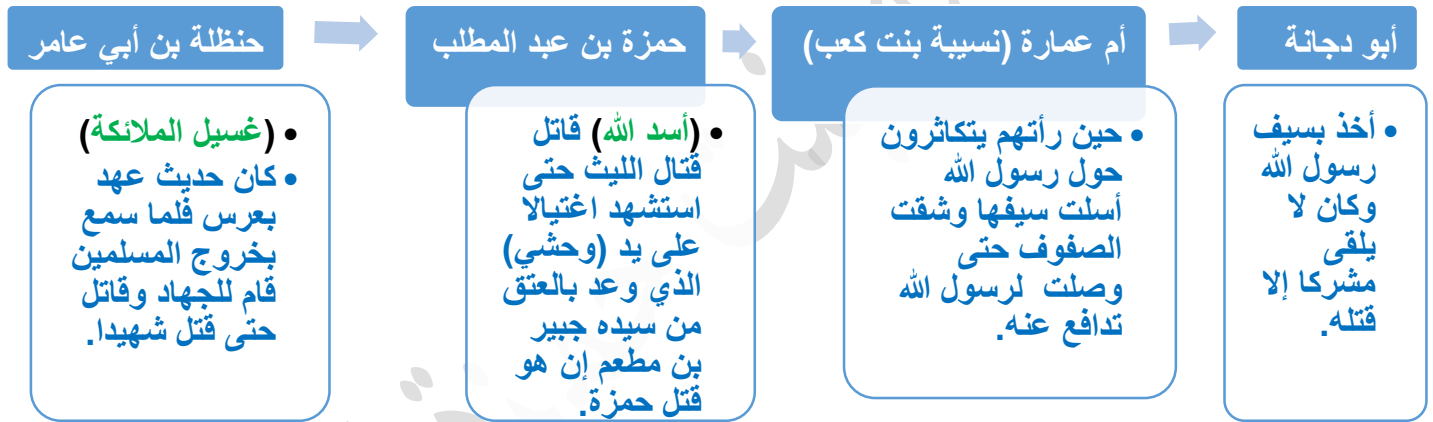 أبو دجانة
أخذ بسيف
رسول الله
وكان لا
يلقى
مشركا إلا
قتله.
أم عمارة (نسيبة بنت كعب)
حين رأتهم يتكاثرون
حول رسول الله
أسلت سيفها وشقت
الصفوف حتى
وصلت لرسول الله
تدافع عنه.
حمزة بن عبد المطلب
(أسد الله) قاتل
قتال الليث حتى
استشهد اغتيالا
على يد (وحشي)
الذي وعد بالعتق
من سيده جبير
بن مطعم إن هو
قتل حمزة.
حنظلة بن أبي عامر
(غسيل الملائكة)
كان حديث عهد
بعرس فلما سمع
بخروج المسلمين
قام للجهاد وقاتل
حتى قتل شهيدا.